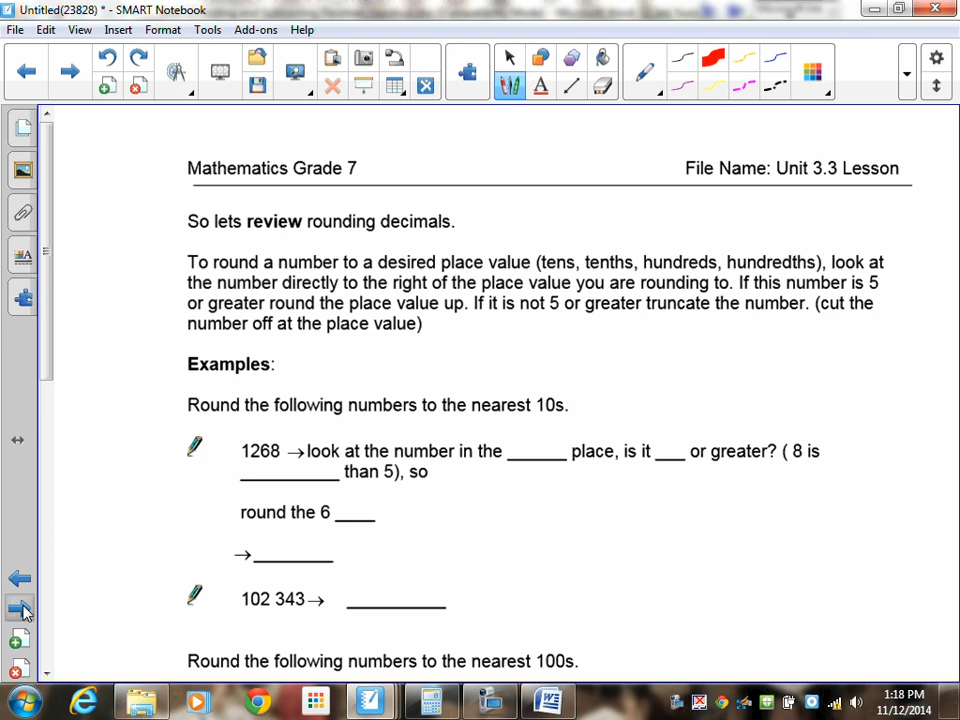 Untitled(23828) * - SMART Notebook
File Edit View Insert Format Tools Add-ons Help
Mathematics Grade 7 File Name: Unit 3.3 Lesson
So lets review rounding decimals.
To round a number to a desired place value (tens, tenths, hundreds, hundredths), look at
the number directly to the right of the place value you are rounding to. If this number is 5
or greater round the place value up. If it is not 5 or greater truncate the number. (cut the
number off at the place value)
Examples:
Round the following numbers to the nearest 10s.
1268 → look at the number in the ______ place, is it ___ or greater? ( 8 is
__________ than 5), so
round the 6 ____
→ ________
102 343 → __________
Round the following numbers to the nearest 100s.
1:18 PM
11/12/2014